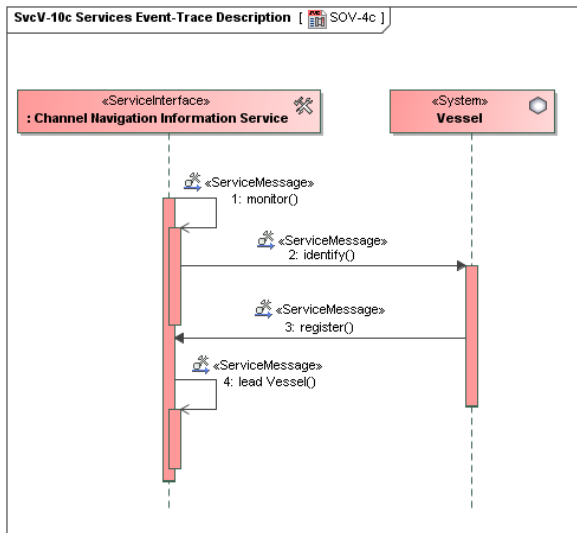 SvcV-10c Services Event-Trace Description [ SOV-4c ]
«ServiceInterface»
: Channel Navigation Information Service
«System»
Vessel
«ServiceMessage»
1: monitor()
«ServiceMessage»
2: identify()
«ServiceMessage»
3: register()
«ServiceMessage»
4: lead Vessel()